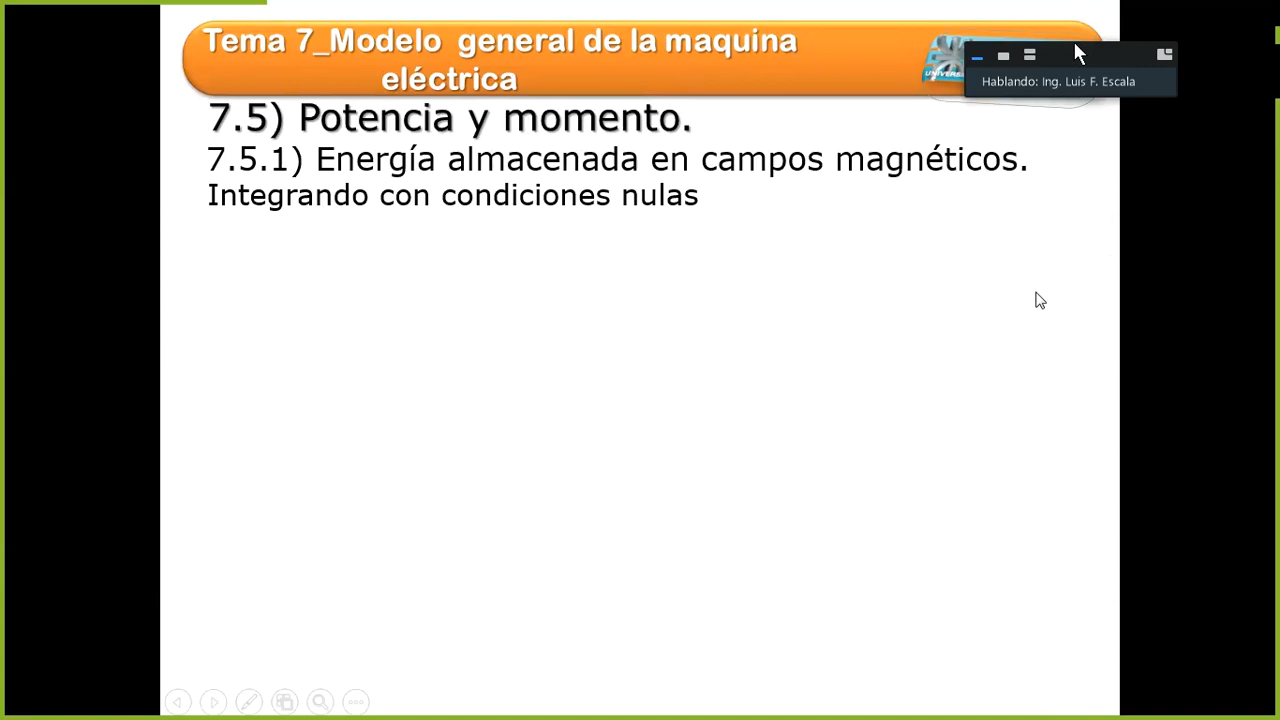 Tema 7_Modelo general de la maquina
eléctrica
UNIVERS
Hablando: Ing. Luis F. Escala
7.5) Potencia y momento.
7.5.1) Energía almacenada en campos magnéticos.
Integrando con condiciones nulas